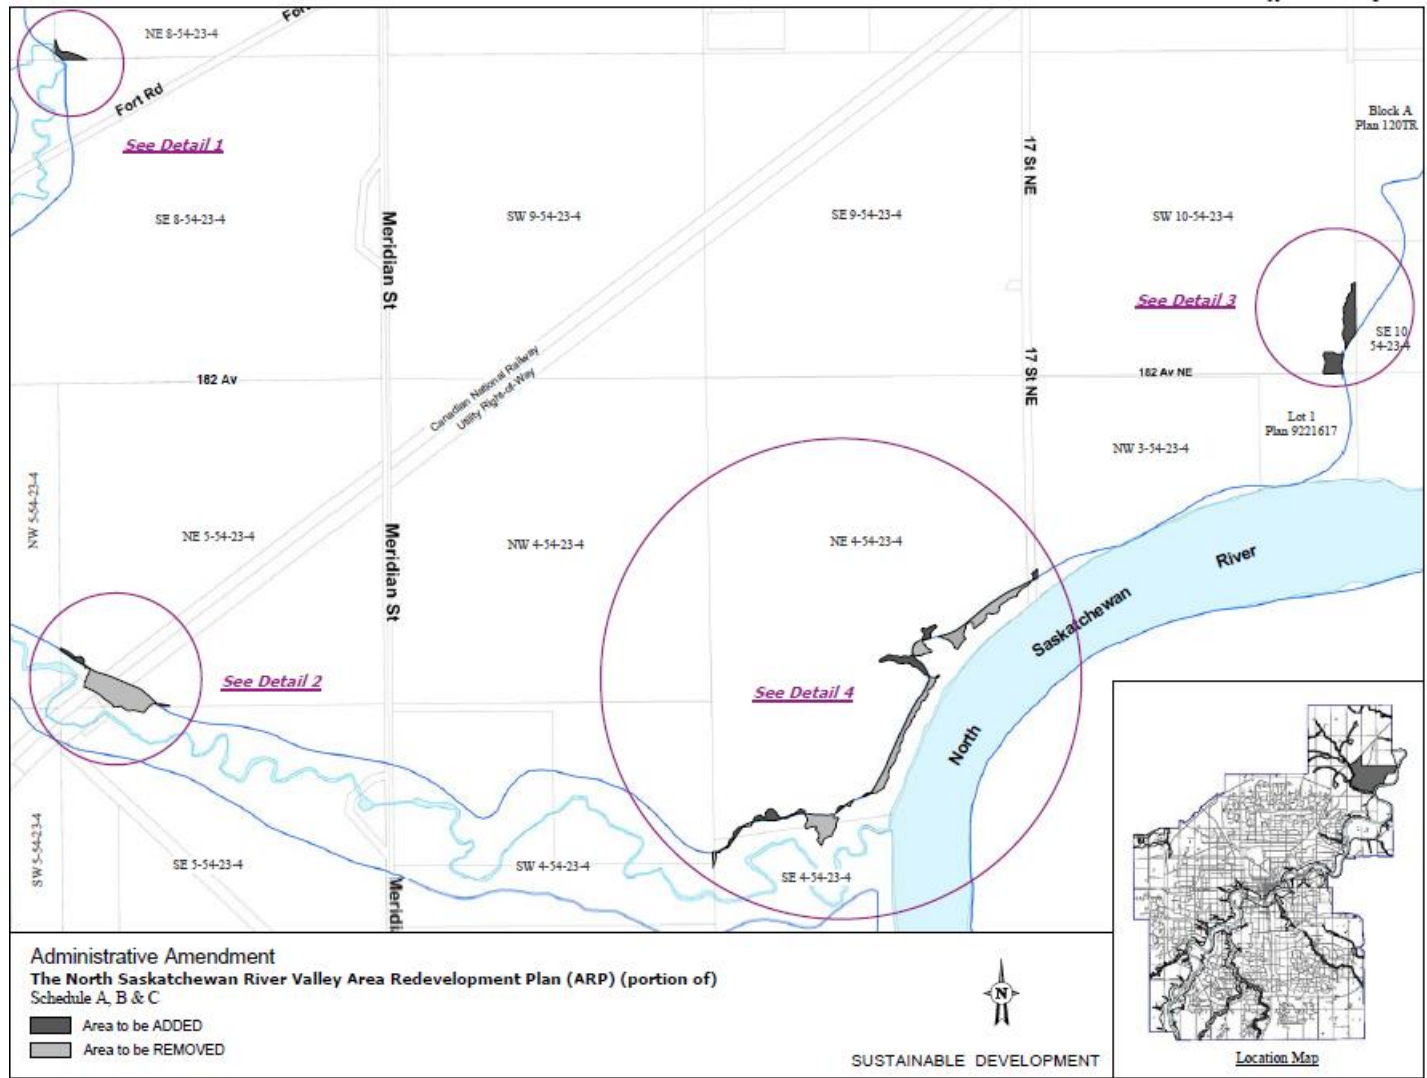 NE 8-54-23-4
Fort Rd
See Detail 1
Block A
Plan 120TR
17 St NE
SE 8-54-23-4
Meridian St
SW 9-54-23-4
SE 9-54-23-4
SW 10-54-23-4
See Detail 3
SE 10
54-23-4
182 Av
Canadian National Railway
Utility Right-of-Way
17 St NE
182 Av NE
Lot 1
Plan 9221617
NW 3-54-23-4
NW 5-54-23-4
NE 5-54-23-4
Meridian St
NW 4-54-23-4
NE 4-54-23-4
North
Saskatchewan
River
See Detail 2
See Detail 4
SW 5-54-23-4
SE 5-54-23-4
Meridi
SW 4-54-23-4
SE 4-54-23-4
Administrative Amendment
The North Saskatchewan River Valley Area Redevelopment Plan (ARP) (portion of)
Schedule A, B & C
Area to be ADDED
Area to be REMOVED
N
SUSTAINABLE DEVELOPMENT
Location Map